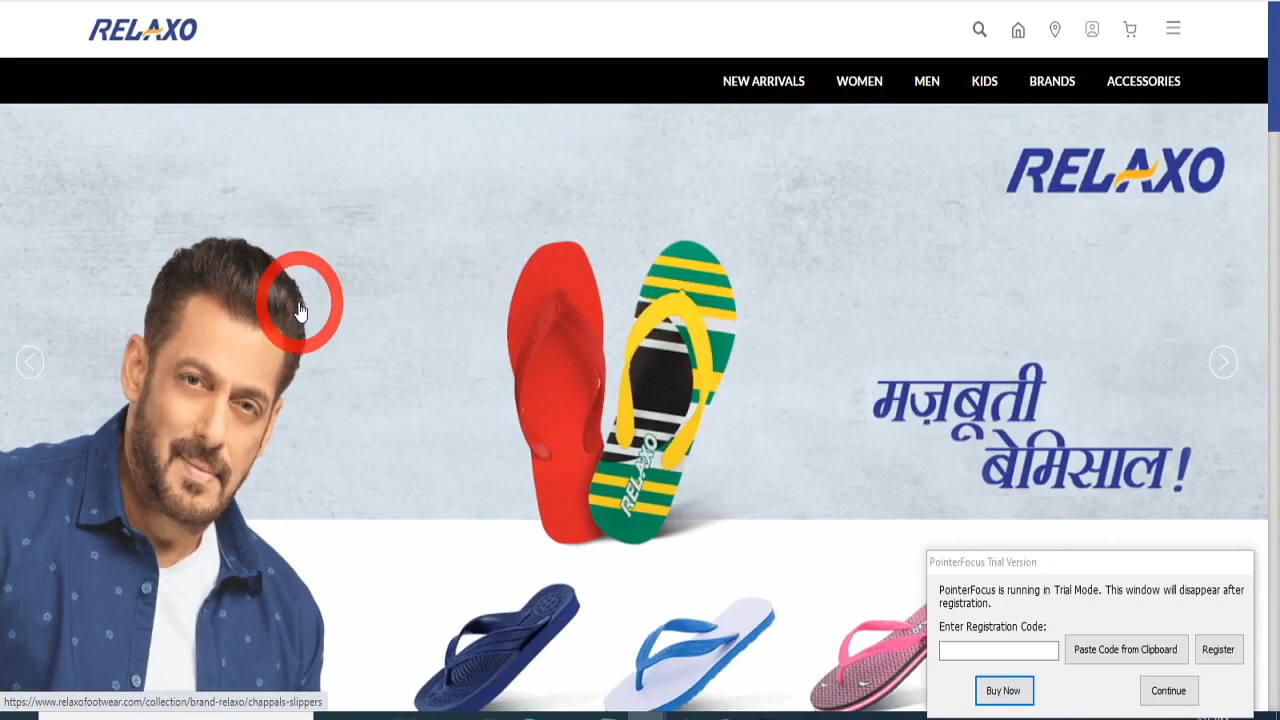 RELAXO
NEW ARRIVALS WOMEN MEN KIDS BRANDS ACCESSORIES
RELAXO
मज़बूती
बेमिसाल!
RELAXO
PointerFocus Trial Version
PointerFocus is running in Trial Mode. This window will disappear after
registration.
Enter Registration Code:
Paste Code from Clipboard Register
Buy Now Continue
https://www.relaxofootwear.com/collection/brand-relaxo/chappals-slippers